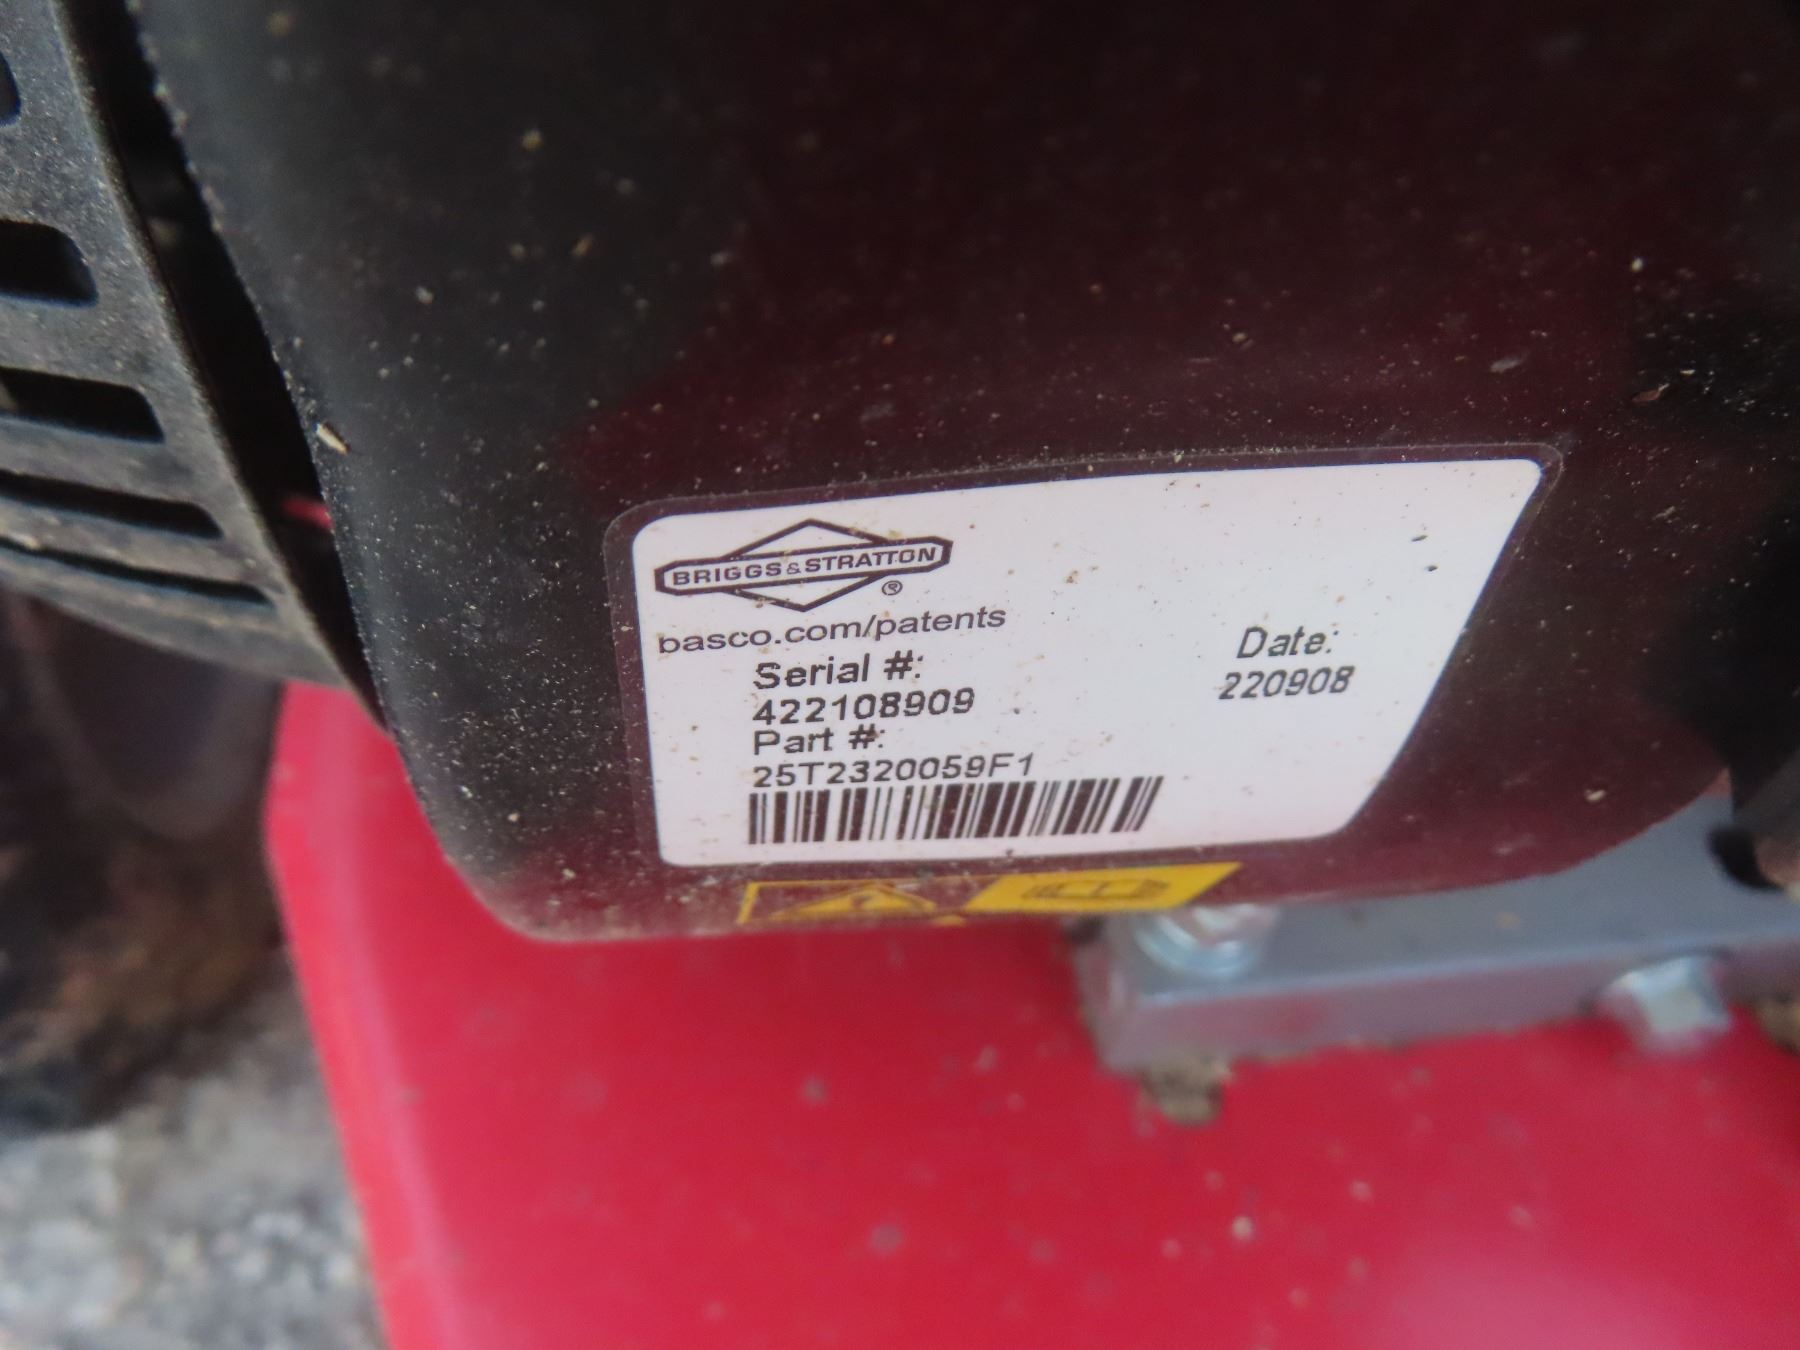 BRIGGS&STRATTON
®
basco.com/patents
Serial #:
422108909
Part #:
25T2320059F1
Date:
220908